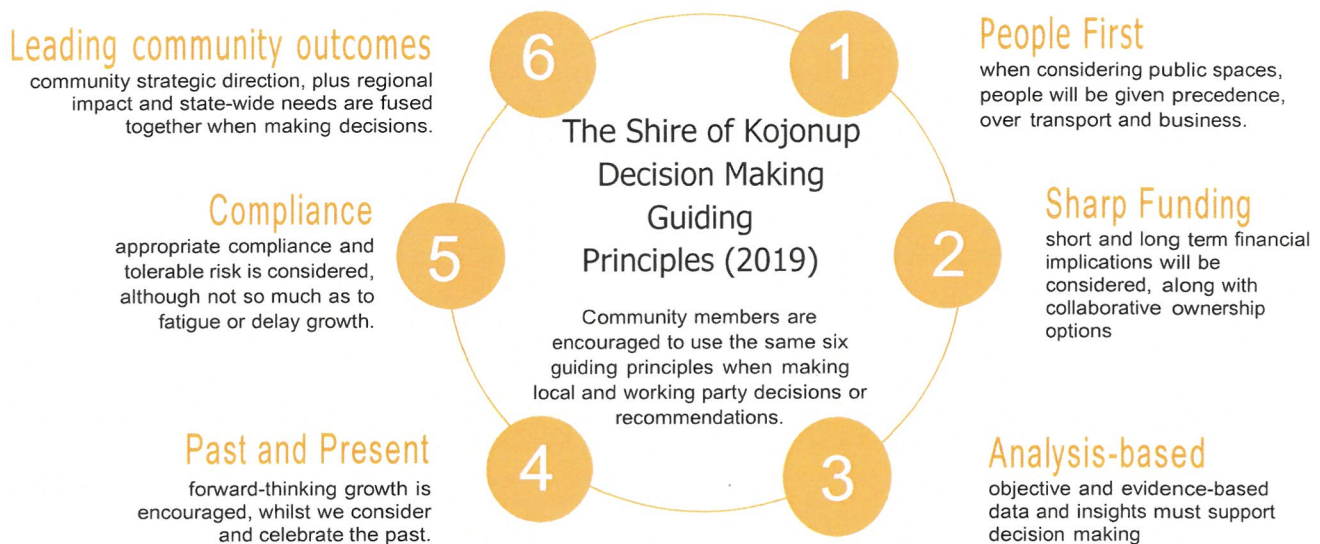 The Shire of Kojonup
Decision Making
Guiding
Principles (2019)
Community members are
encouraged to use the same six
guiding principles when making
local and working party decisions or
recommendations.
1
People First
when considering public spaces,
people will be given precedence,
over transport and business.
2
Sharp Funding
short and long term financial
implications will be
considered, along with
collaborative ownership
options
3
Analysis-based
objective and evidence-based
data and insights must support
decision making
4
Past and Present
forward-thinking growth is
encouraged, whilst we consider
and celebrate the past.
5
Compliance
appropriate compliance and
tolerable risk is considered,
although not so much as to
fatigue or delay growth.
6
Leading community outcomes
community strategic direction, plus regional
impact and state-wide needs are fused
together when making decisions.